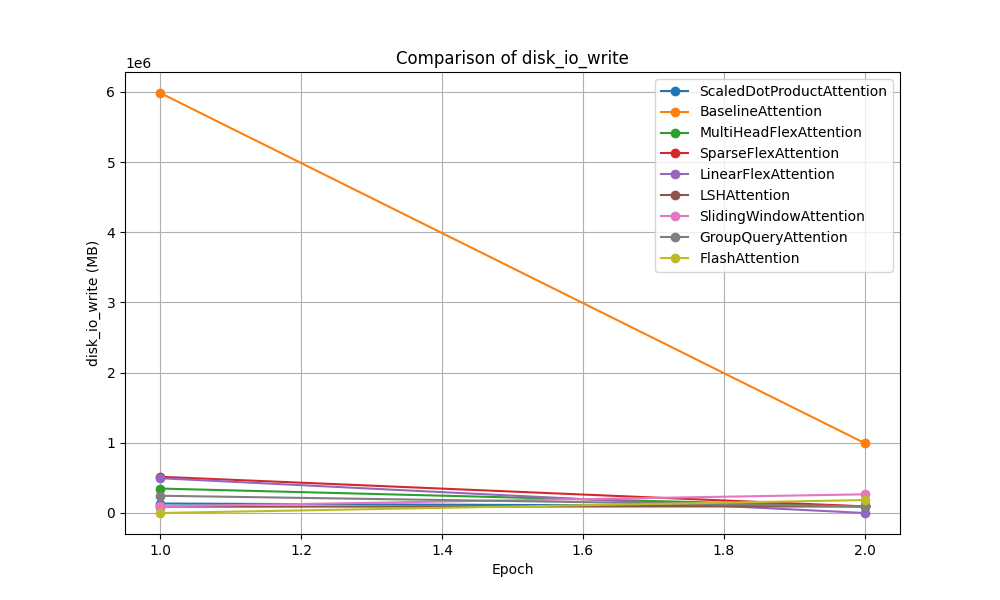 Comparison of disk_io_write
1e6
6
5
4
3
2
1
0
disk_io_write (MB)
ScaledDotProductAttention
BaselineAttention
MultiHeadFlexAttention
SparseFlexAttention
LinearFlexAttention
LSHAttention
SlidingWindowAttention
GroupQueryAttention
FlashAttention
1.0 1.2 1.4 1.6 1.8 2.0
Epoch